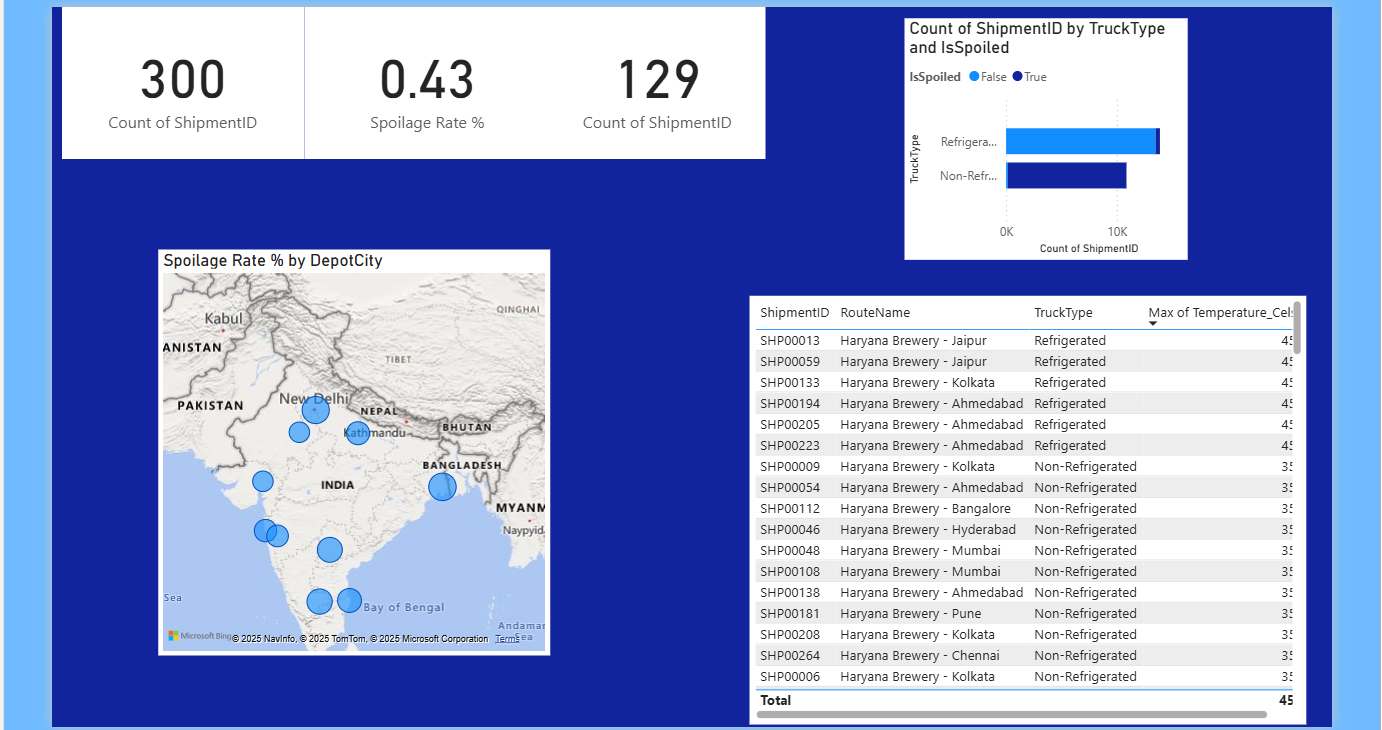 300
Count of ShipmentID
0.43
Spoilage Rate %
129
Count of ShipmentID
Count of ShipmentID by TruckType
and IsSpoiled
IsSpoiled False True
TruckType
Refrigera...
Non-Refr...
0K 10K
Count of ShipmentID
Spoilage Rate % by DepotCity
Kabul
QINGHAI
ANISTAN
TIBET
PAKISTAN
New Delhi
NEPAL
Kathmandu
BHUTAN
BANGLADESH
INDIA
MYANM
Naypyid
Sea
Bay of Bengal
Andaman
Sea
Microsoft Bing
© 2025 NavInfo, © 2025 TomTom, © 2025 Microsoft Corporation Terms
ShipmentID RouteName TruckType Max of Temperature_Cels
SHP00013 Haryana Brewery - Jaipur Refrigerated 45
SHP00059 Haryana Brewery - Jaipur Refrigerated 45
SHP00133 Haryana Brewery - Kolkata Refrigerated 45
SHP00194 Haryana Brewery - Ahmedabad Refrigerated 45
SHP00205 Haryana Brewery - Ahmedabad Refrigerated 45
SHP00223 Haryana Brewery - Ahmedabad Refrigerated 45
SHP00009 Haryana Brewery - Kolkata Non-Refrigerated 35
SHP00054 Haryana Brewery - Ahmedabad Non-Refrigerated 35
SHP00112 Haryana Brewery - Bangalore Non-Refrigerated 35
SHP00046 Haryana Brewery - Hyderabad Non-Refrigerated 35
SHP00048 Haryana Brewery - Mumbai Non-Refrigerated 35
SHP00108 Haryana Brewery - Mumbai Non-Refrigerated 35
SHP00138 Haryana Brewery - Ahmedabad Non-Refrigerated 35
SHP00181 Haryana Brewery - Pune Non-Refrigerated 35
SHP00208 Haryana Brewery - Kolkata Non-Refrigerated 35
SHP00264 Haryana Brewery - Chennai Non-Refrigerated 35
SHP00006 Haryana Brewery - Kolkata Non-Refrigerated 35
Total 45